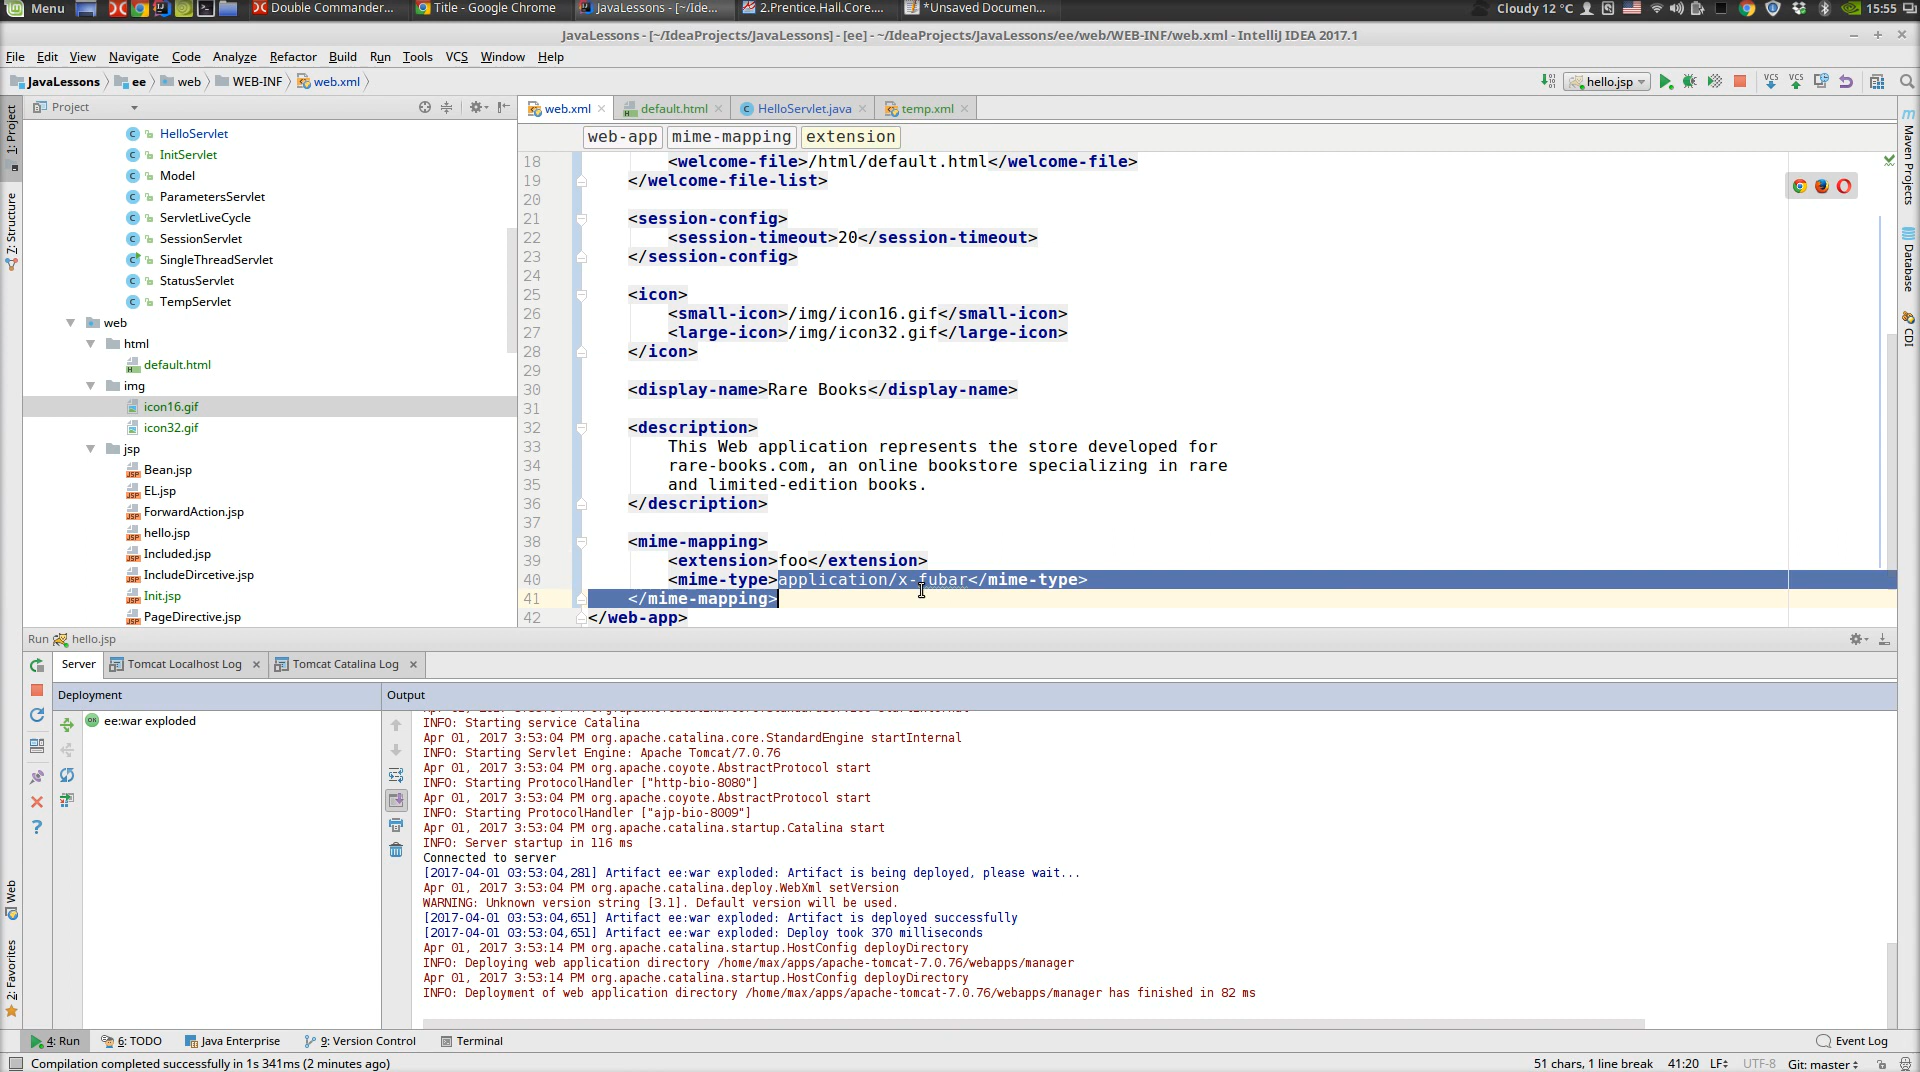 Menu
Double Commander...
Title - Google Chrome
JavaLessons - [~/Ide...
2.Prentice.Hall.Core....
*Unsaved Documen...
Cloudy 12 °C
15:55
JavaLessons - [~/IdeaProjects/JavaLessons] - [ee] - ~/IdeaProjects/JavaLessons/ee/web/WEB-INF/web.xml - IntelliJ IDEA 2017.1
File Edit View Navigate Code Analyze Refactor Build Run Tools VCS Window Help
JavaLessons ee web WEB-INF web.xml
hello.jsp
VCS VCS
1: Project
Z: Structure
Web
2: Favorites
Project
HelloServlet
InitServlet
Model
ParametersServlet
ServletLiveCycle
SessionServlet
SingleThreadServlet
StatusServlet
TempServlet
web
html
default.html
img
icon16.gif
icon32.gif
jsp
Bean.jsp
EL.jsp
ForwardAction.jsp
hello.jsp
Included.jsp
IncludeDircetive.jsp
Init.jsp
PageDirective.jsp
web.xml default.html HelloServlet.java temp.xml
web-app mime-mapping extension
18 <welcome-file>/html/default.html</welcome-file>
19 </welcome-file-list>
20
21 <session-config>
22 <session-timeout>20</session-timeout>
23 </session-config>
24
25 <icon>
26 <small-icon>/img/icon16.gif</small-icon>
27 <large-icon>/img/icon32.gif</large-icon>
28 </icon>
29
30 <display-name>Rare Books</display-name>
31
32 <description>
33 This Web application represents the store developed for
34 rare-books.com, an online bookstore specializing in rare
35 and limited-edition books.
36 </description>
37
38 <mime-mapping>
39 <extension>foo</extension>
40 <mime-type>application/x-fubar</mime-type>
41 </mime-mapping>
42 </web-app>
Maven Projects
Database
CDI
Run hello.jsp
Server Tomcat Localhost Log Tomcat Catalina Log
Deployment
ee:war exploded
Output
INFO: Starting service Catalina
Apr 01, 2017 3:53:04 PM org.apache.catalina.core.StandardEngine startInternal
INFO: Starting Servlet Engine: Apache Tomcat/7.0.76
Apr 01, 2017 3:53:04 PM org.apache.coyote.AbstractProtocol start
INFO: Starting ProtocolHandler ["http-bio-8080"]
Apr 01, 2017 3:53:04 PM org.apache.coyote.AbstractProtocol start
INFO: Starting ProtocolHandler ["ajp-bio-8009"]
Apr 01, 2017 3:53:04 PM org.apache.catalina.startup.Catalina start
INFO: Server startup in 116 ms
Connected to server
[2017-04-01 03:53:04,281] Artifact ee:war exploded: Artifact is being deployed, please wait...
Apr 01, 2017 3:53:04 PM org.apache.catalina.deploy.WebXml setVersion
WARNING: Unknown version string [3.1]. Default version will be used.
[2017-04-01 03:53:04,651] Artifact ee:war exploded: Artifact is deployed successfully
[2017-04-01 03:53:04,651] Artifact ee:war exploded: Deploy took 370 milliseconds
Apr 01, 2017 3:53:14 PM org.apache.catalina.startup.HostConfig deployDirectory
INFO: Deploying web application directory /home/max/apps/apache-tomcat-7.0.76/webapps/manager
Apr 01, 2017 3:53:14 PM org.apache.catalina.startup.HostConfig deployDirectory
INFO: Deployment of web application directory /home/max/apps/apache-tomcat-7.0.76/webapps/manager has finished in 82 ms
4: Run 6: TODO Java Enterprise 9: Version Control Terminal Event Log
Compilation completed successfully in 1s 341ms (2 minutes ago)
51 chars, 1 line break 41:20 LF UTF-8 Git: master